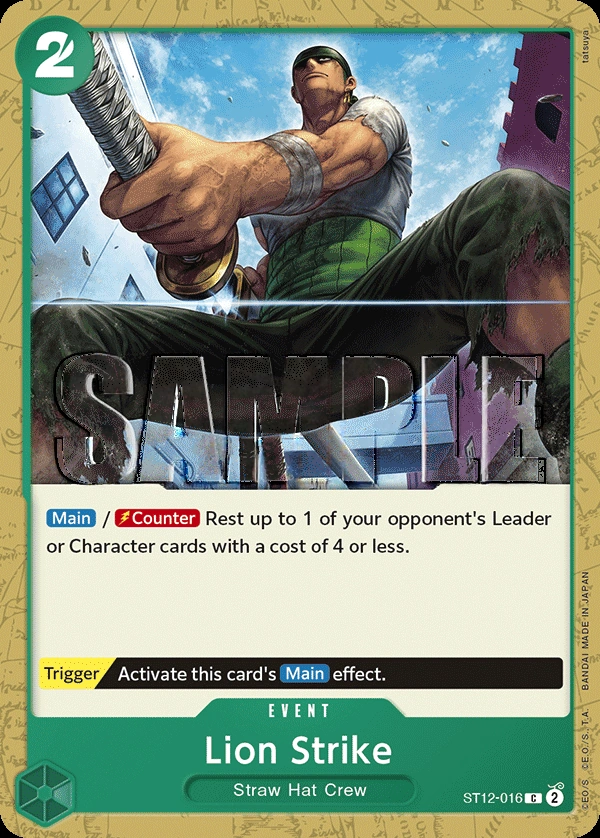 DLICHES EISMEER
2
tatsuya
SAMPLE
Main / Counter Rest up to 1 of your opponent's Leader
or Character cards with a cost of 4 or less.
Trigger Activate this card's Main effect.
EVENT
Lion Strike
Straw Hat Crew
ST12-016 C 2
©E.O./S. ©E.O./S.,T.A. BANDAI MADE IN JAPAN